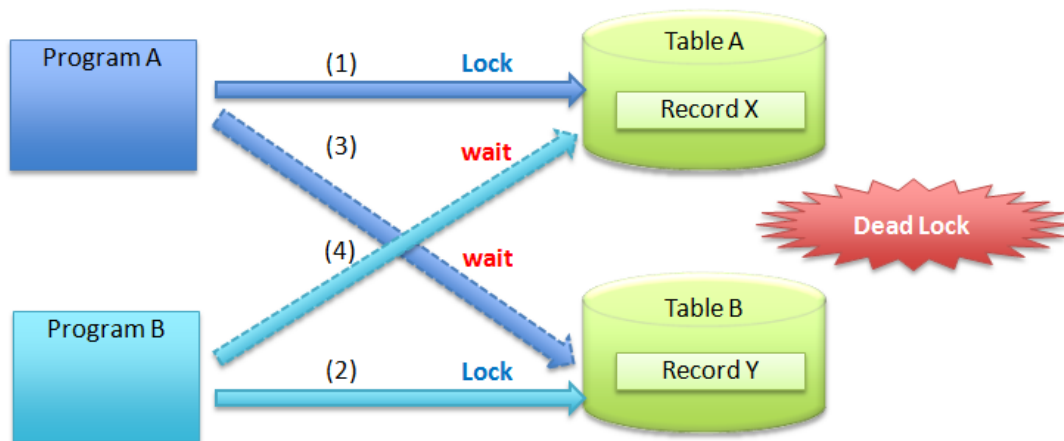 Program A
(1)
Lock
Table A
Record X
(3)
wait
Dead Lock
(4)
wait
Program B
(2)
Lock
Table B
Record Y